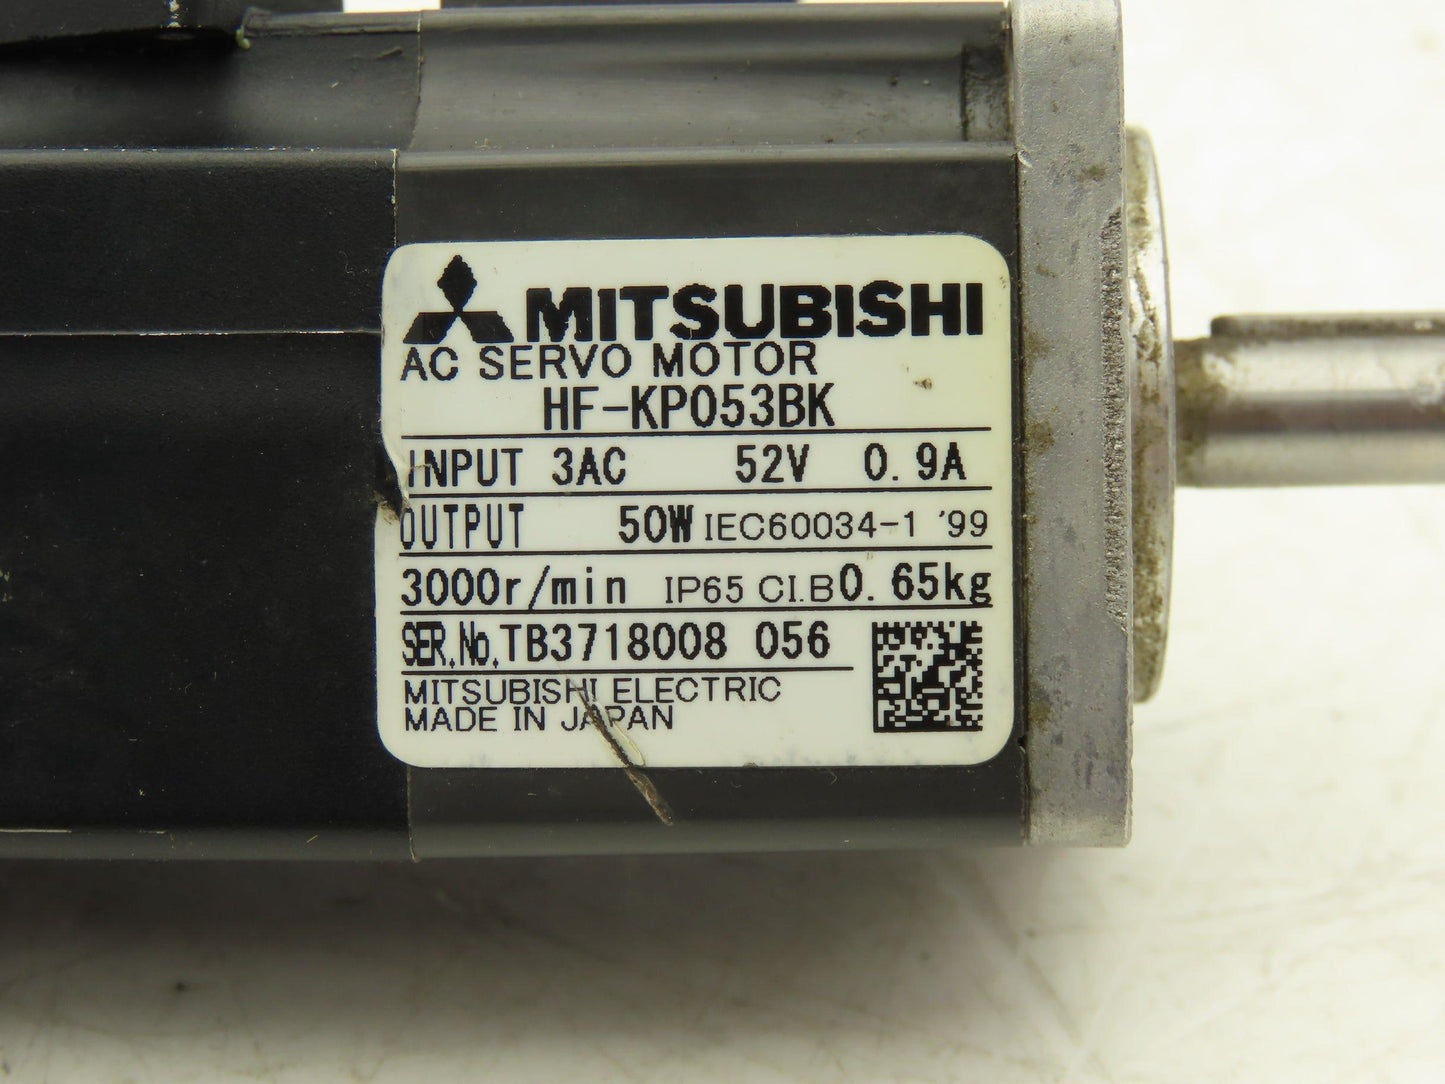 MITSUBISHI
AC SERVO MOTOR
HF-KP053BK
INPUT 3AC 52V 0.9A
OUTPUT 50W IEC60034-1 '99
3000r/min IP65 CI.B 0.65kg
SER.No. TB3718008 056
MITSUBISHI ELECTRIC
MADE IN JAPAN